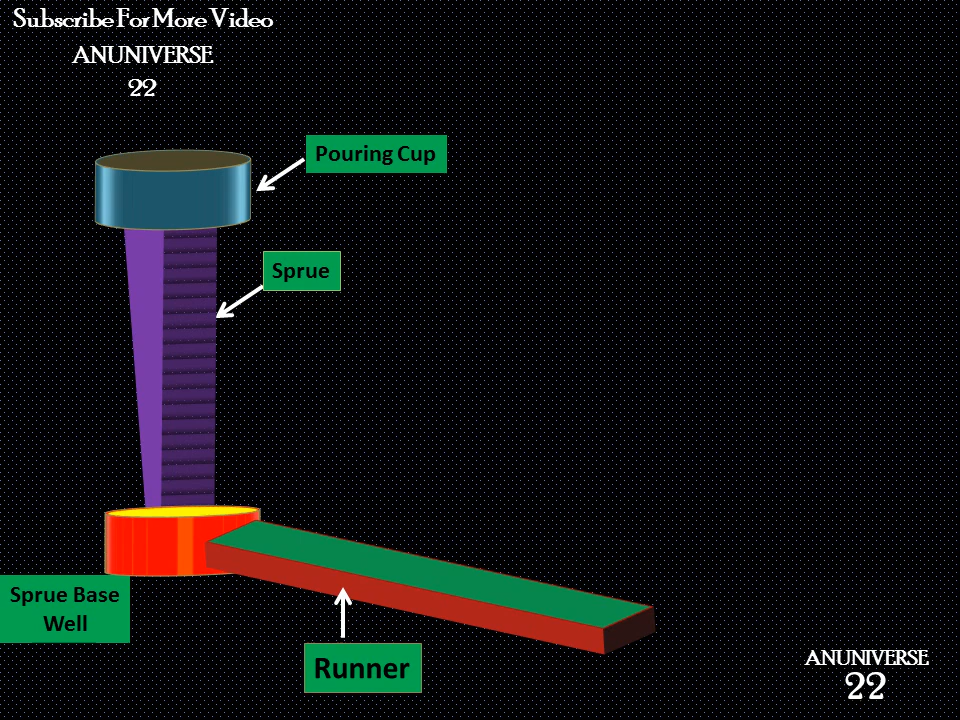 Subscribe For More Video
ANUNIVERSE
22
Pouring Cup
Sprue
Sprue Base
Well
Runner
ANUNIVERSE
22